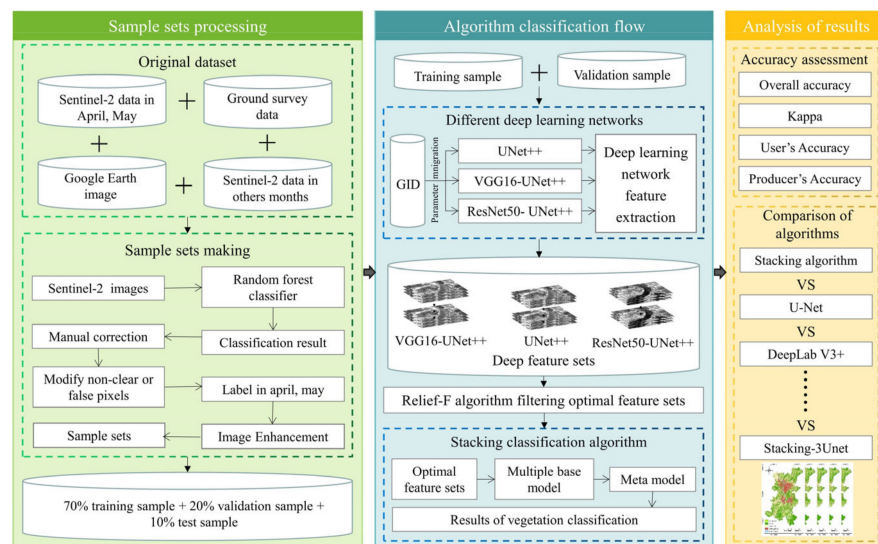 Sample sets processing
Original dataset
Sentinel-2 data in
April, May
Ground survey
data
Google Earth
image
Sentinel-2 data in
others months
Sample sets making
Sentinel-2 images
Random forest
classifier
Manual correction
Classification result
Modify non-clear or
false pixels
Label in april, may
Sample sets
Image Enhancement
70% training sample + 20% validation sample +
10% test sample
Algorithm classification flow
Training sample
Validation sample
Different deep learning networks
GID
Parameter mnigration
UNet++
VGG16-UNet++
ResNet50- UNet++
Deep learning
network
feature
extraction
VGG16-UNet++
UNet++
ResNet50-UNet++
Deep feature sets
Relief-F algorithm filtering optimal feature sets
Stacking classification algorithm
Optimal
feature sets
Multiple base
model
Meta model
Results of vegetation classification
Analysis of results
Accuracy assessment
Overall accuracy
Kappa
User's Accuracy
Producer's Accuracy
Comparison of
algorithms
Stacking algorithm
VS
U-Net
VS
DeepLab V3+
VS
Stacking-3Unet